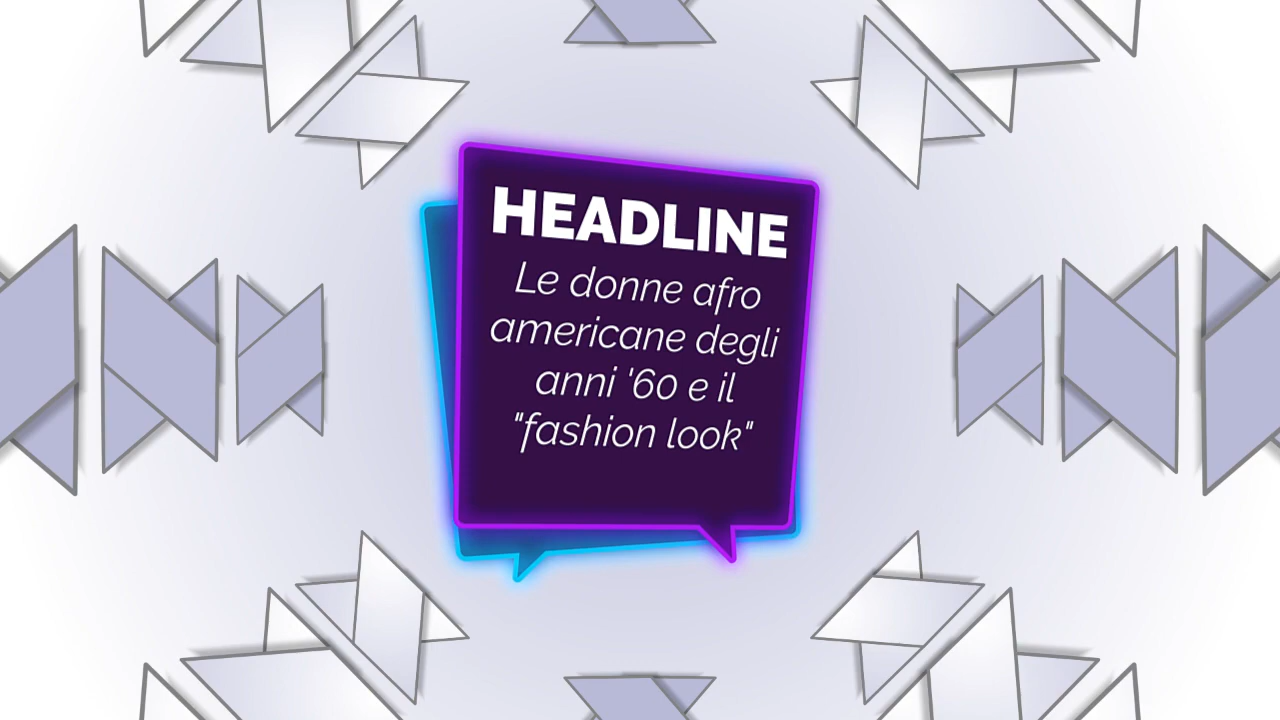 HEADLINE
Le donne afro
americane degli
anni '60 e il
"fashion look"